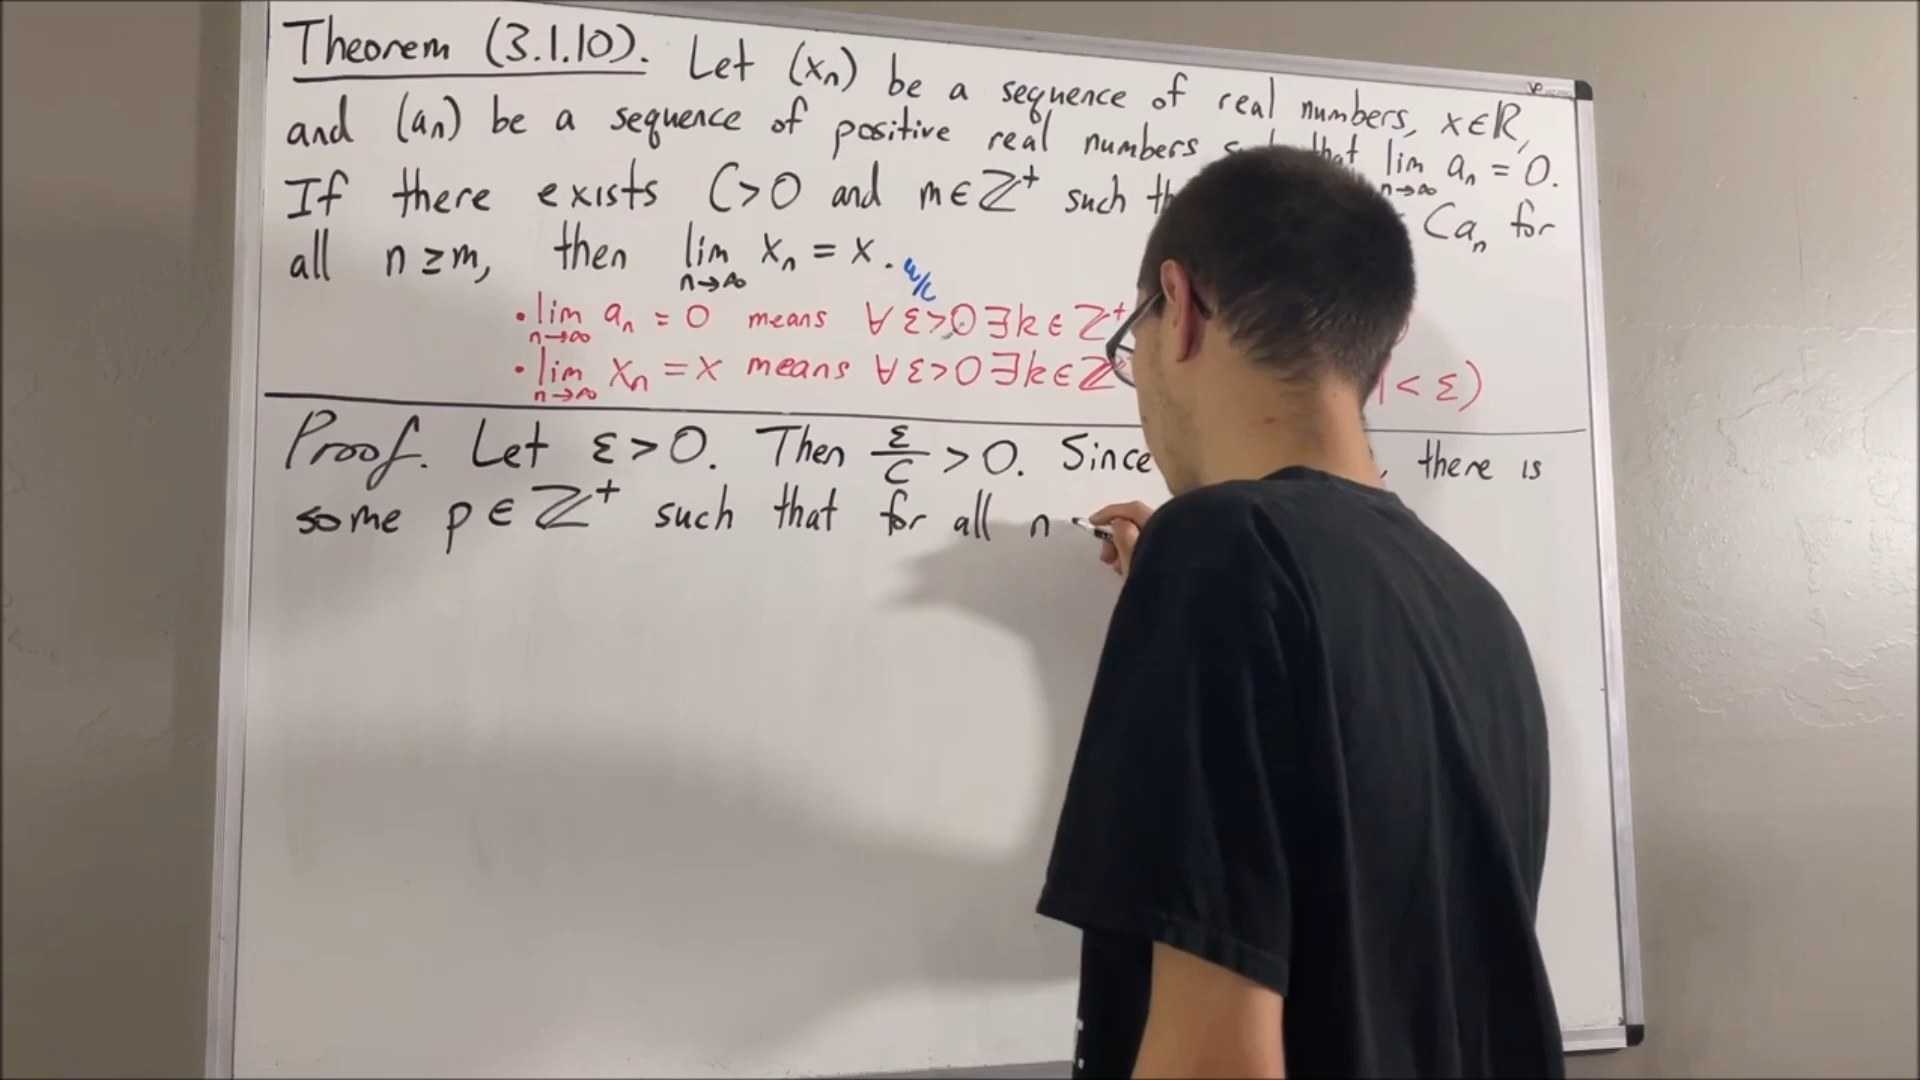 Theorem (3.1.10). Let (xₙ) be a sequence of real numbers, x∈ℝ,
and (aₙ) be a sequence of positive real numbers that lim n→∞ aₙ = 0.
If there exists C>0 and m∈ℤ⁺ such Caₙ for
all n≥m, then lim n→∞ xₙ = x.
ε/C
• lim n→∞ aₙ = 0 means ∀ε>0∃k∈ℤ⁺
• lim n→∞ xₙ = x means ∀ε>0∃k∈ℤ | < ε)
Proof. Let ε>0. Then ε/C > 0. Since , there is
some p∈ℤ⁺ such that for all n